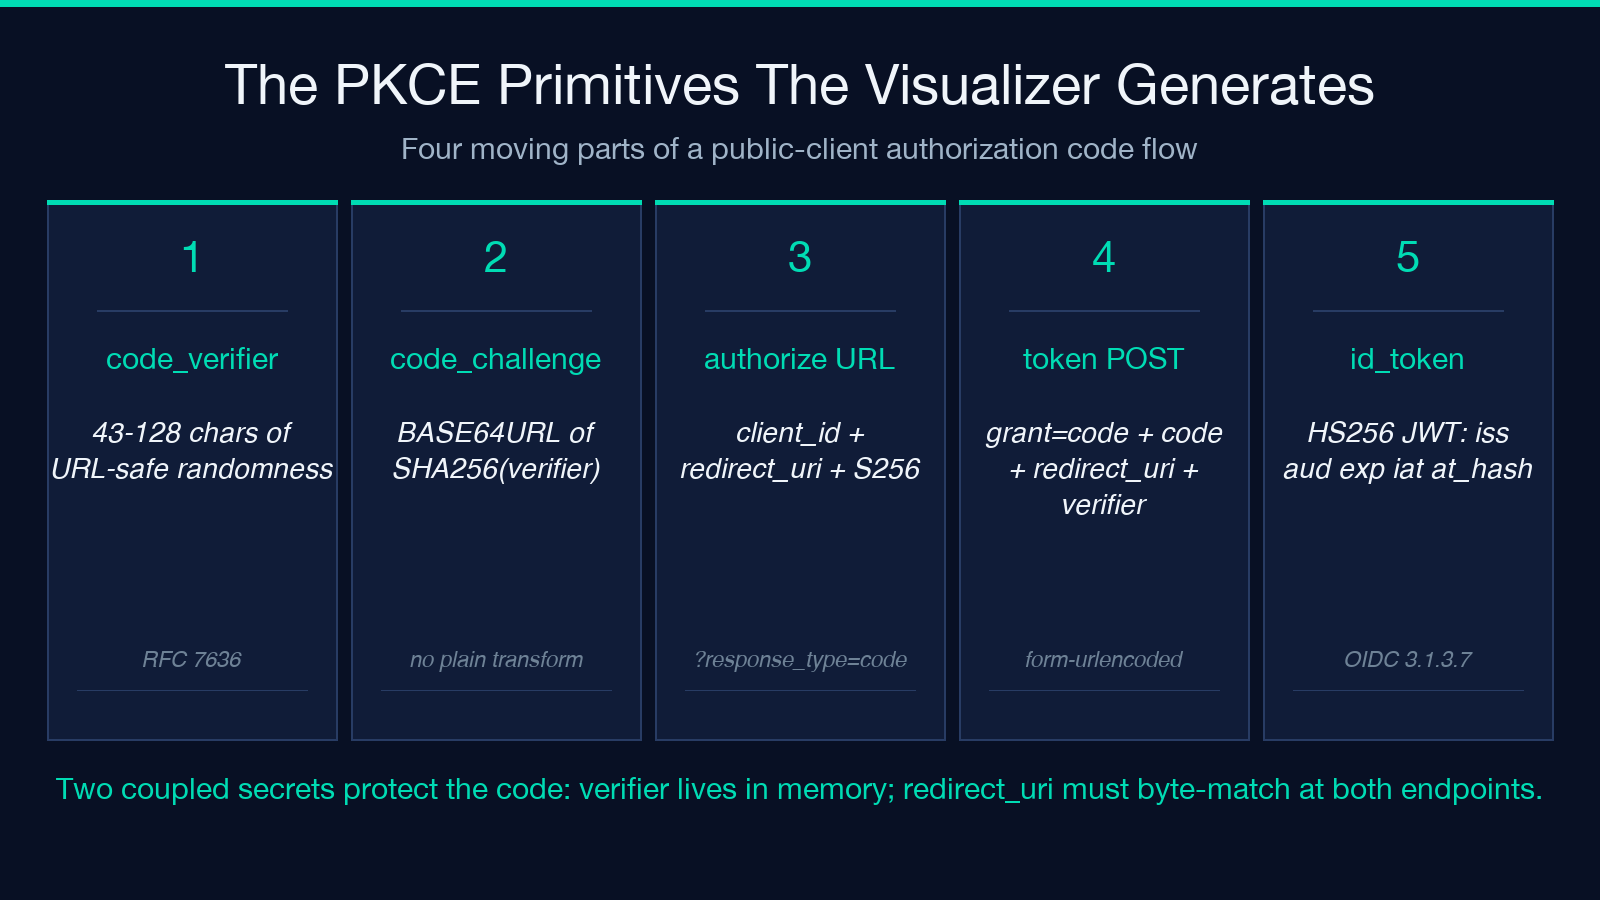 The PKCE Primitives The Visualizer Generates
Four moving parts of a public-client authorization code flow
1
code_verifier
43-128 chars of
URL-safe randomness
RFC 7636
2
code_challenge
BASE64URL of
SHA256(verifier)
no plain transform
3
authorize URL
client_id +
redirect_uri + S256
?response_type=code
4
token POST
grant=code + code
+ redirect_uri +
verifier
form-urlencoded
5
id_token
HS256 JWT: iss
aud exp iat at_hash
OIDC 3.1.3.7
Two coupled secrets protect the code: verifier lives in memory; redirect_uri must byte-match at both endpoints.